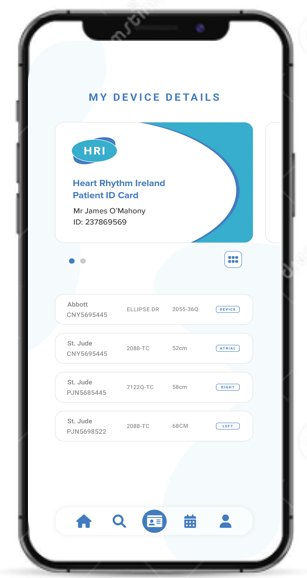 MY DEVICE DETAILS
HRI
Heart Rhythm Ireland
Patient ID Card
Mr James O'Mahony
ID: 237869569
Abbott
CNY5695445
ELLIPSE DR
2055-36Q
DEVICE
St. Jude
CNY5695445
2088-TC
52cm
ATRIAL
St. Jude
PJN5685445
7122Q-TC
58cm
RIGHT
St. Jude
PJN5698522
2088-TC
68CM
LEFT